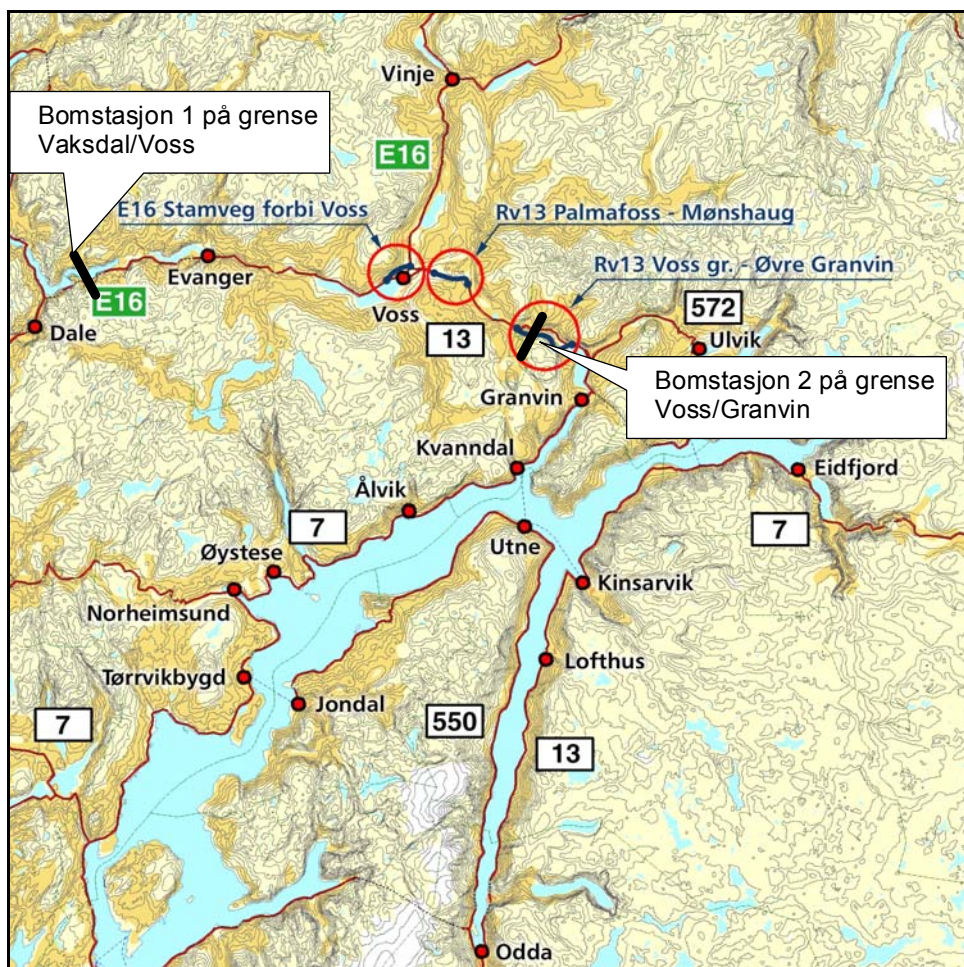 Vinje
Bomstasjon 1 på grense
Vaksdal/Voss
E16
E16 Stamveg forbi Voss
Rv13 Palmafoss - Mønshaug
Evanger
Rv13 Voss gr. - Øvre Granvin
E16
Voss
572
Dale
13
Ulvik
Bomstasjon 2 på grense
Voss/Granvin
Granvin
Kvanndal
Eidfjord
Ålvik
7
Utne
7
Øystese
Kinsarvik
Norheimsund
Lofthus
Tørrvikbygd
Jondal
7
550
13
Odda